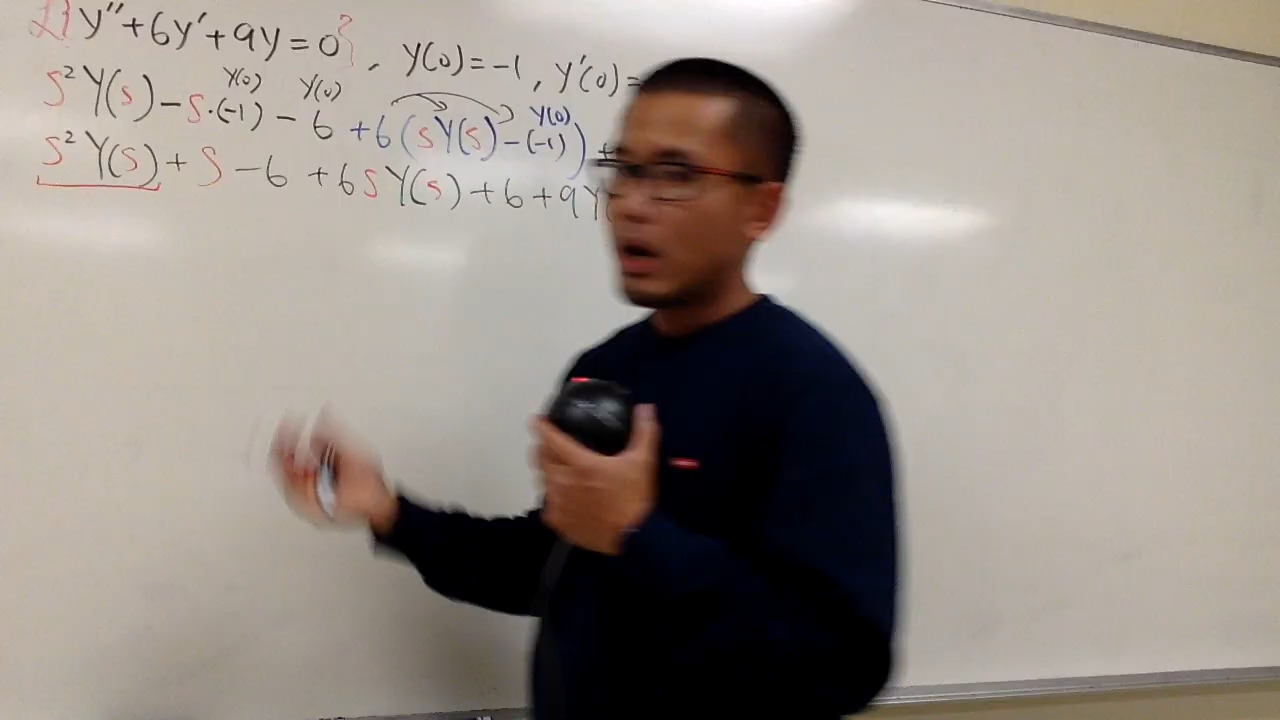 ℒ{y''+6y'+9y=0}, y(0)=-1, y'(0)=
y(0) y(0) y(0)
s²Y(s)-s·(-1)-6+6(sY(s)-(-1))+
s²Y(s)+s-6+6sY(s)+6+9Y(